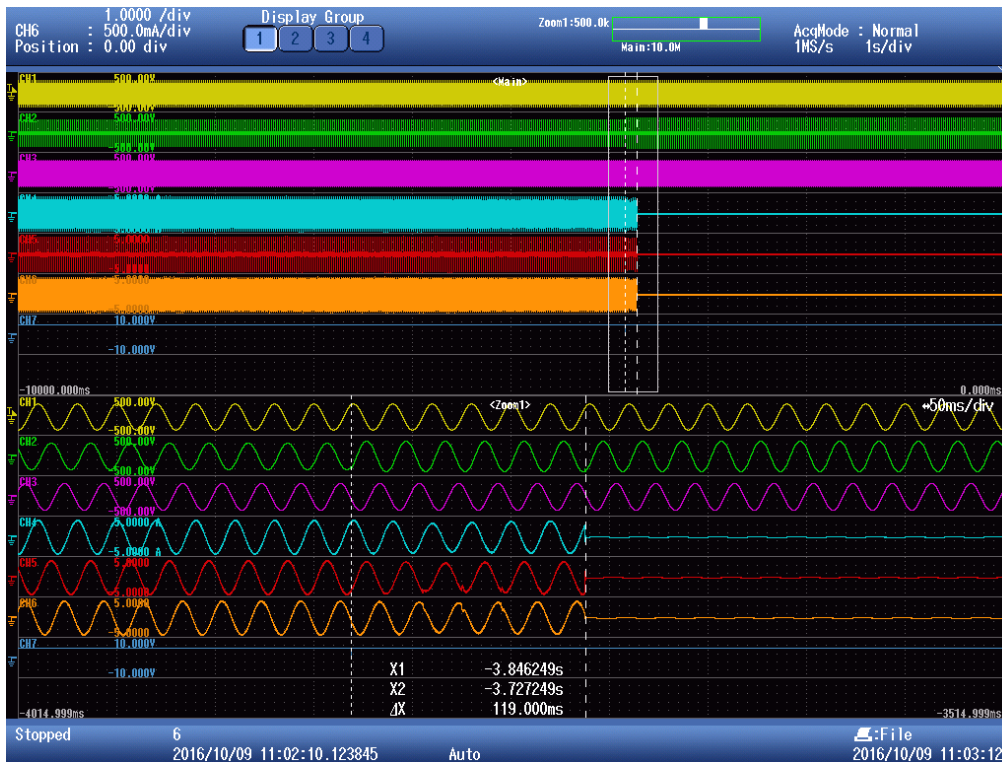 1.0000 /div
CH6 : 500.0mA/div
Position : 0.00 div
Display Group
1 2 3 4
Zoom1:500.0k
Main:10.0M
AcqMode : Normal
1MS/s 1s/div
CH1 500.00V
<Main>
-500.00V
CH2 500.00V
-500.00V
CH3 500.00V
-500.00V
5.0000 A
CH5 5.0000
-5.0000
CH6 5.0000
-5.0000
CH7 10.000V
-10.000V
-10000.000ms 0.000ms
CH1 500.00V
<Zoom1>
50ms/div
-500.00V
CH2 500.00V
-500.00V
CH3 500.00V
-500.00V
CH4 5.0000 A
-5.0000 A
CH5 5.0000
-5.0000
CH6 5.0000
-5.0000
CH7 10.000V
-10.000V
X1 -3.846249s
X2 -3.727249s
⊿X 119.000ms
-4014.999ms -3514.999ms
Stopped 6
:File
2016/10/09 11:02:10.123845 Auto 2016/10/09 11:03:12